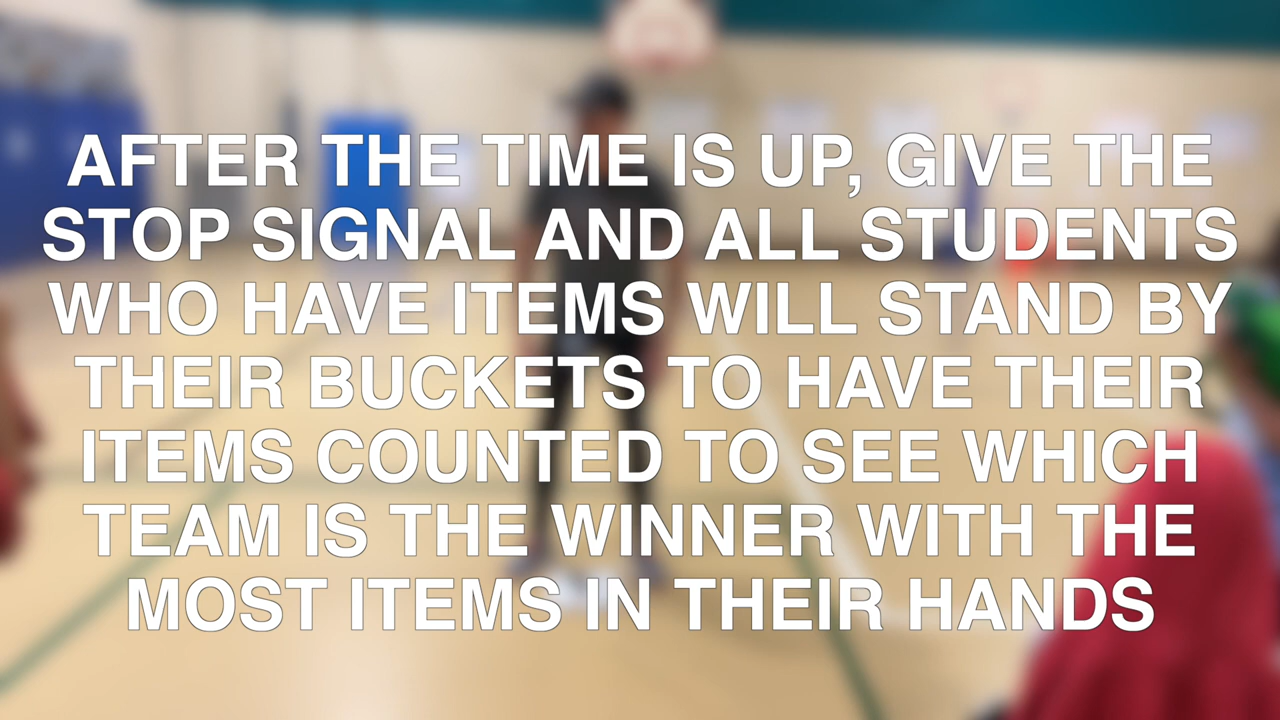 AFTER THE TIME IS UP, GIVE THE
STOP SIGNAL AND ALL STUDENTS
WHO HAVE ITEMS WILL STAND BY
THEIR BUCKETS TO HAVE THEIR
ITEMS COUNTED TO SEE WHICH
TEAM IS THE WINNER WITH THE
MOST ITEMS IN THEIR HANDS